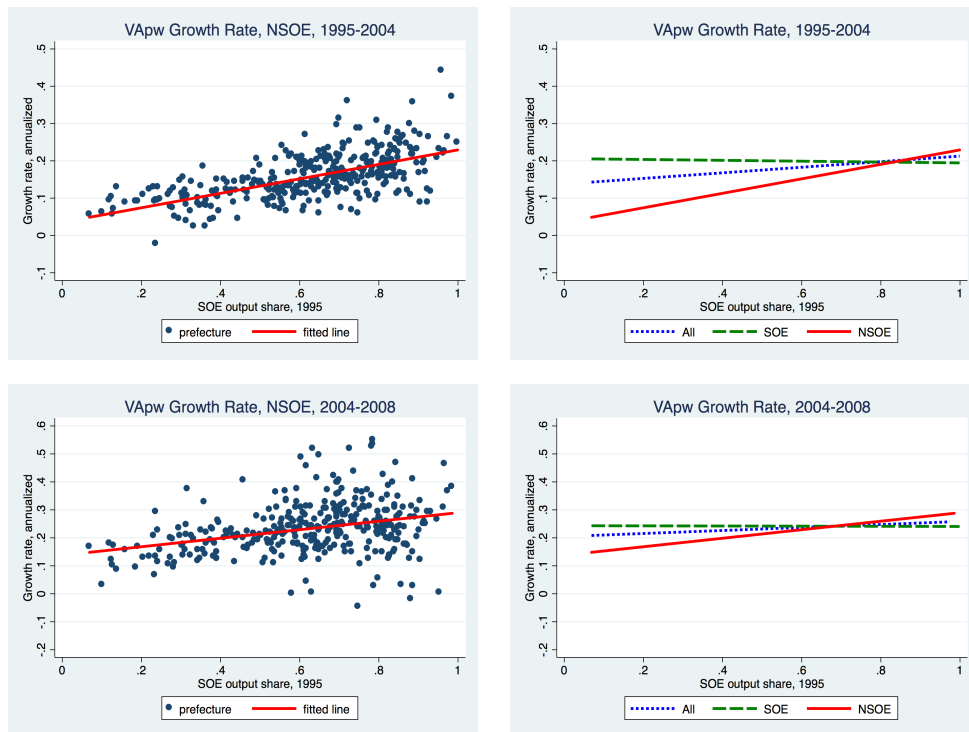 VApw Growth Rate, NSOE, 1995-2004
Growth rate, annualized
.5
.4
.3
.2
.1
0
-.1
0 .2 .4 .6 .8 1
SOE output share, 1995
prefecture fitted line
VApw Growth Rate, 1995-2004
Growth rate, annualized
.5
.4
.3
.2
.1
0
-.1
0 .2 .4 .6 .8 1
SOE output share, 1995
All SOE NSOE
VApw Growth Rate, NSOE, 2004-2008
Growth rate, annualized
.6
.5
.4
.3
.2
.1
0
-.1
-.2
0 .2 .4 .6 .8 1
SOE output share, 1995
prefecture fitted line
VApw Growth Rate, 2004-2008
Growth rate, annualized
.6
.5
.4
.3
.2
.1
0
-.1
-.2
0 .2 .4 .6 .8 1
SOE output share, 1995
All SOE NSOE